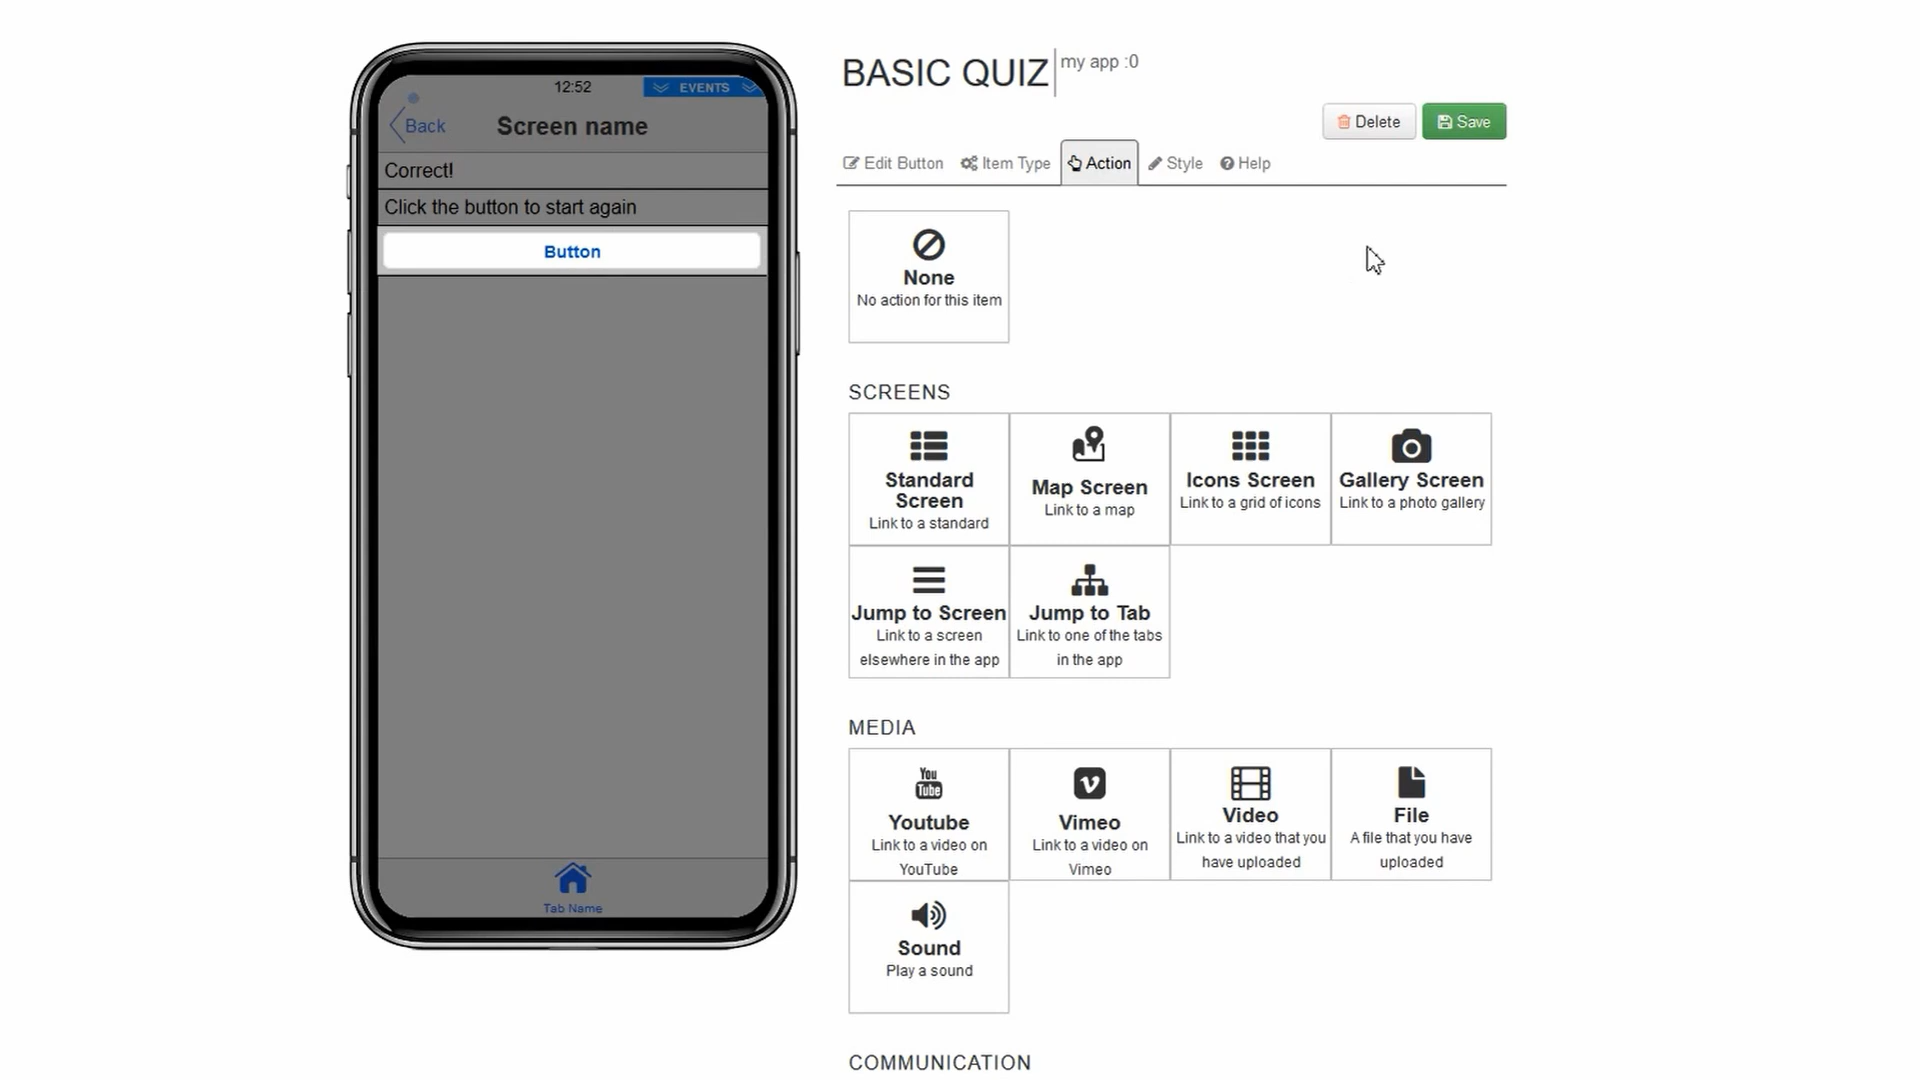 12:52
EVENTS
Back
Screen name
Correct!
Click the button to start again
Button
Tab Name
BASIC QUIZ
my app :0
Delete
Save
Edit Button
Item Type
Action
Style
Help
None
No action for this item
SCREENS
Standard
Screen
Link to a standard
Map Screen
Link to a map
Icons Screen
Link to a grid of icons
Gallery Screen
Link to a photo gallery
Jump to Screen
Link to a screen
elsewhere in the app
Jump to Tab
Link to one of the tabs
in the app
MEDIA
You
Tube
Youtube
Link to a video on
YouTube
Vimeo
Link to a video on
Vimeo
Video
Link to a video that you
have uploaded
File
A file that you have
uploaded
Sound
Play a sound
COMMUNICATION